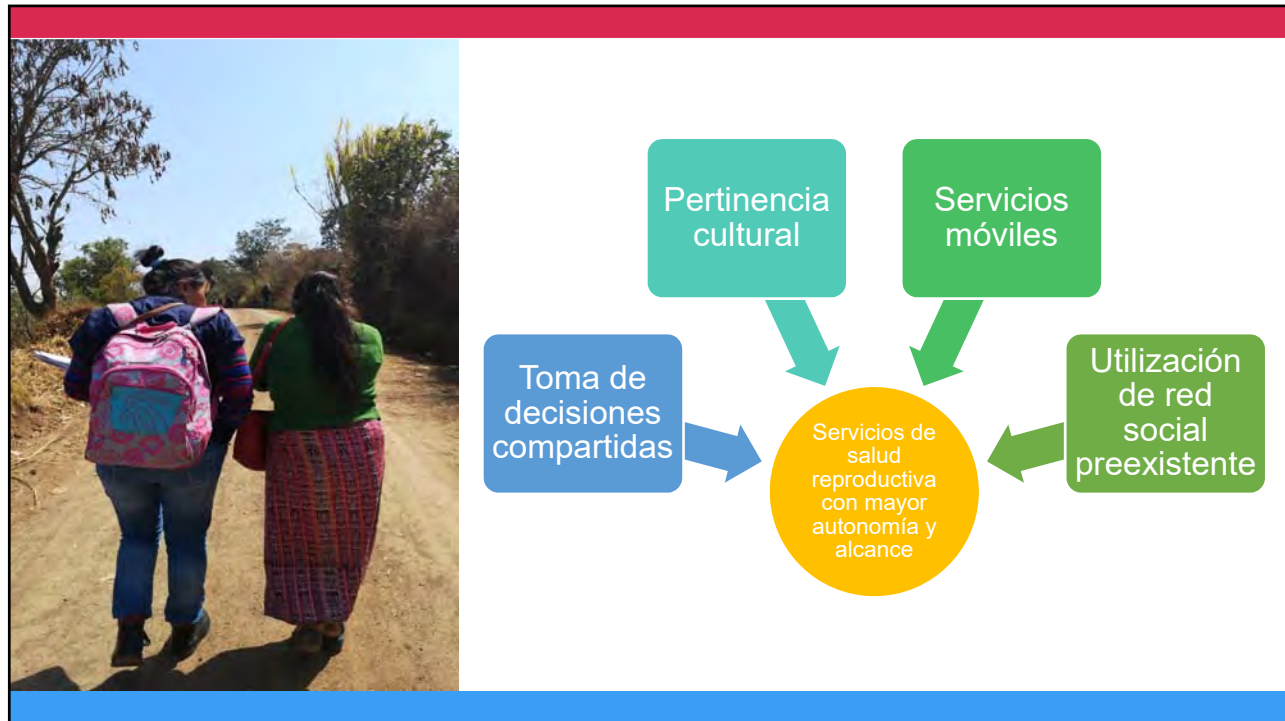 Pertinencia
cultural
Servicios
móviles
Toma de
decisiones
compartidas
Utilización
de red
social
preexistente
Servicios de
salud
reproductiva
con mayor
autonomía y
alcance